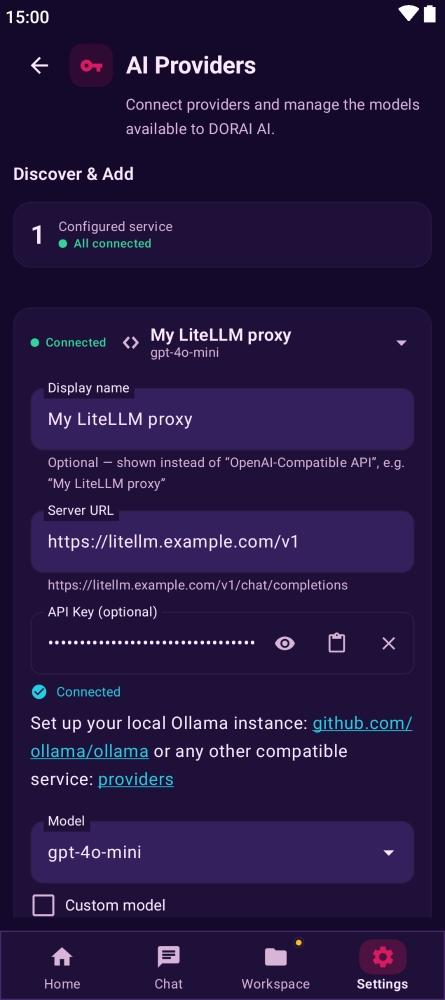 15:00
AI Providers
Connect providers and manage the models
available to DORAI AI.
Discover & Add
1
Configured service
All connected
Connected
My LiteLLM proxy
gpt-4o-mini
Display name
My LiteLLM proxy
Optional — shown instead of “OpenAI-Compatible API”, e.g.
“My LiteLLM proxy”
Server URL
https://litellm.example.com/v1
https://litellm.example.com/v1/chat/completions
API Key (optional)
••••••••••••••••••••••••••••••••
Connected
Set up your local Ollama instance: github.com/
ollama/ollama or any other compatible
service: providers
Model
gpt-4o-mini
Custom model
Home
Chat
Workspace
Settings